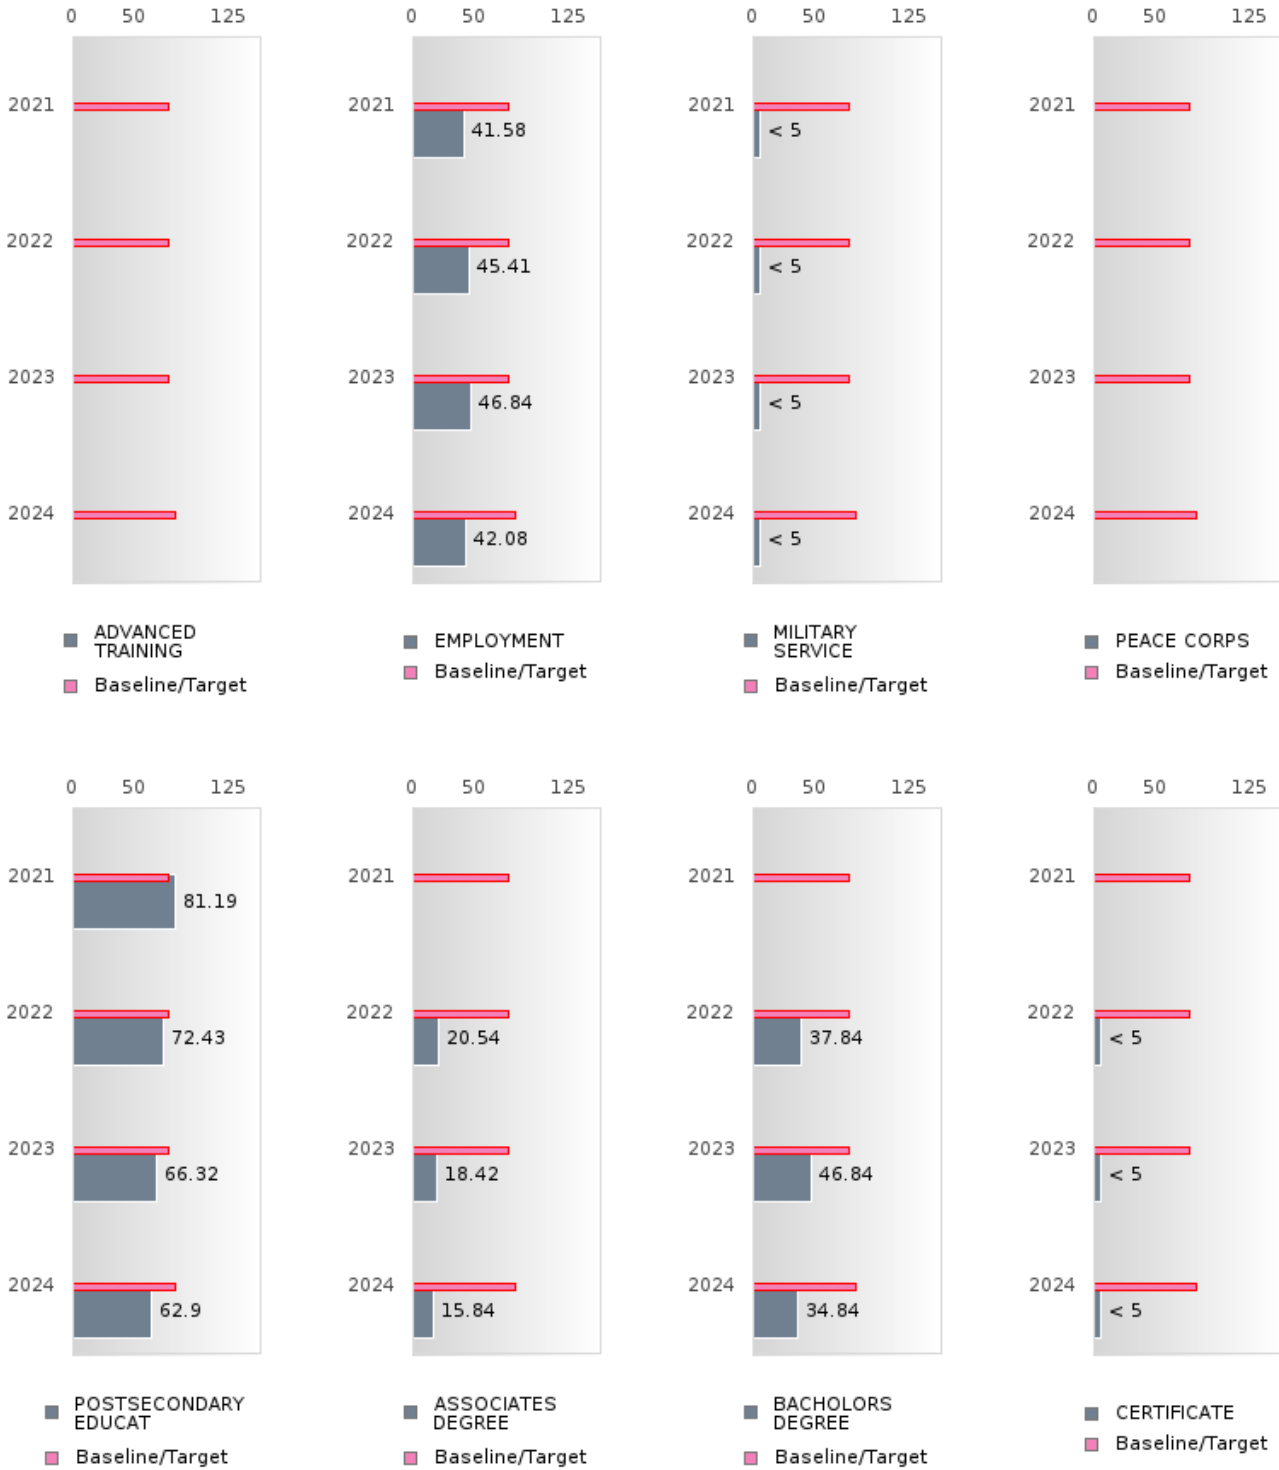 0 50 125
2021
2022
2023
2024
ADVANCED
TRAINING
Baseline/Target
0 50 125
2021
41.58
2022
45.41
2023
46.84
2024
42.08
EMPLOYMENT
Baseline/Target
0 50 125
2021
< 5
2022
< 5
2023
< 5
2024
< 5
MILITARY
SERVICE
Baseline/Target
0 50 125
2021
2022
2023
2024
PEACE CORPS
Baseline/Target
0 50 125
2021
81.19
2022
72.43
2023
66.32
2024
62.9
POSTSECONDARY
EDUCAT
Baseline/Target
0 50 125
2021
2022
20.54
2023
18.42
2024
15.84
ASSOCIATES
DEGREE
Baseline/Target
0 50 125
2021
2022
37.84
2023
46.84
2024
34.84
BACHOLORS
DEGREE
Baseline/Target
0 50 125
2021
2022
< 5
2023
< 5
2024
< 5
CERTIFICATE
Baseline/Target